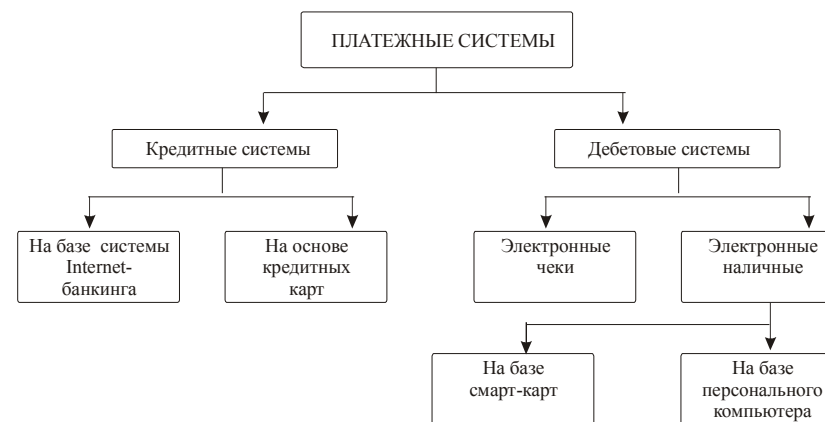 ПЛАТЕЖНЫЕ СИСТЕМЫ
Кредитные системы
Дебетовые системы
На базе системы
Internet-
банкинга
На основе
кредитных
карт
Электронные
чеки
Электронные
наличные
На базе
смарт-карт
На базе
персонального
компьютера